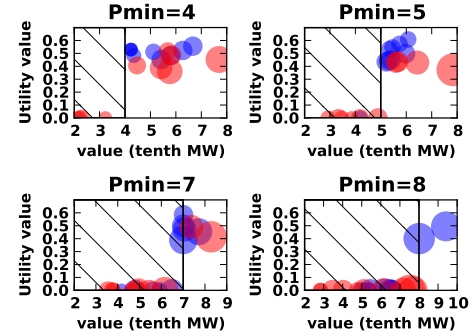 Pmin=4
Utility value
0.6
0.5
0.4
0.3
0.2
0.1
0.0
2 3 4 5 6 7 8
value (tenth MW)
Pmin=5
Utility value
0.6
0.5
0.4
0.3
0.2
0.1
0.0
2 3 4 5 6 7 8
value (tenth MW)
Pmin=7
Utility value
0.6
0.5
0.4
0.3
0.2
0.1
0.0
2 3 4 5 6 7 8 9
value (tenth MW)
Pmin=8
Utility value
0.6
0.5
0.4
0.3
0.2
0.1
0.0
2 3 4 5 6 7 8 9 10
value (tenth MW)